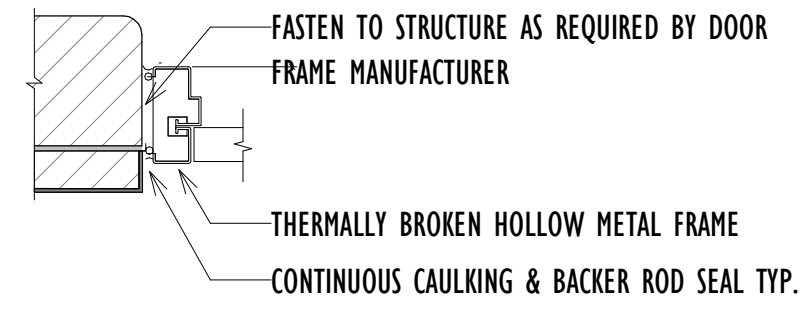 FASTEN TO STRUCTURE AS REQUIRED BY DOOR
FRAME MANUFACTURER
THERMALLY BROKEN HOLLOW METAL FRAME
CONTINUOUS CAULKING & BACKER ROD SEAL TYP.